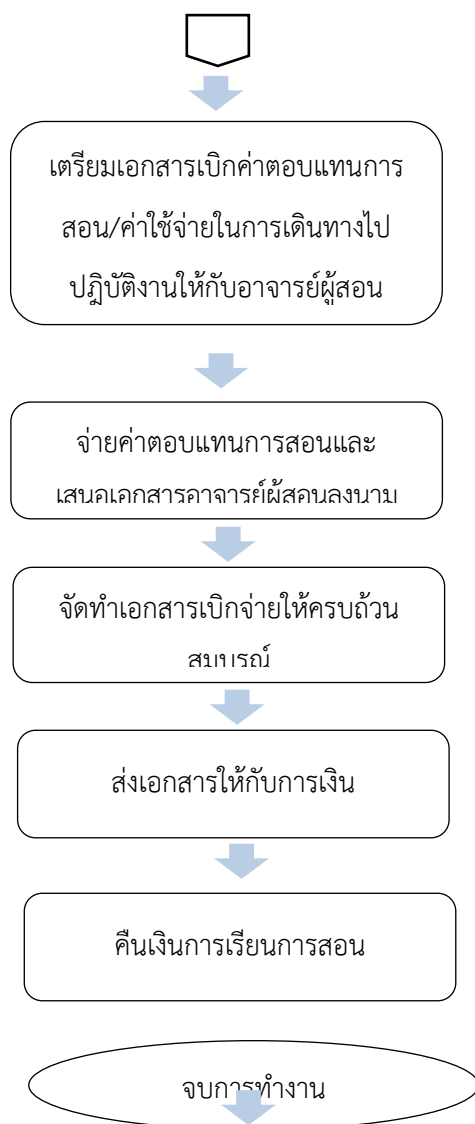 เตรียมเอกสารเบิกค่าตอบแทนการ
สอน/ค่าใช้จ่ายในการเดินทางไป
ปฏิบัติงานให้กับอาจารย์ผู้สอน
จ่ายค่าตอบแทนการสอนและ
เสนอเอกสารอาจารย์ผู้สอนลงนาม
จัดทำเอกสารเบิกจ่ายให้ครบถ้วน
สมบูรณ์
ส่งเอกสารให้กับการเงิน
คืนเงินการเรียนการสอน
จบการทำงาน